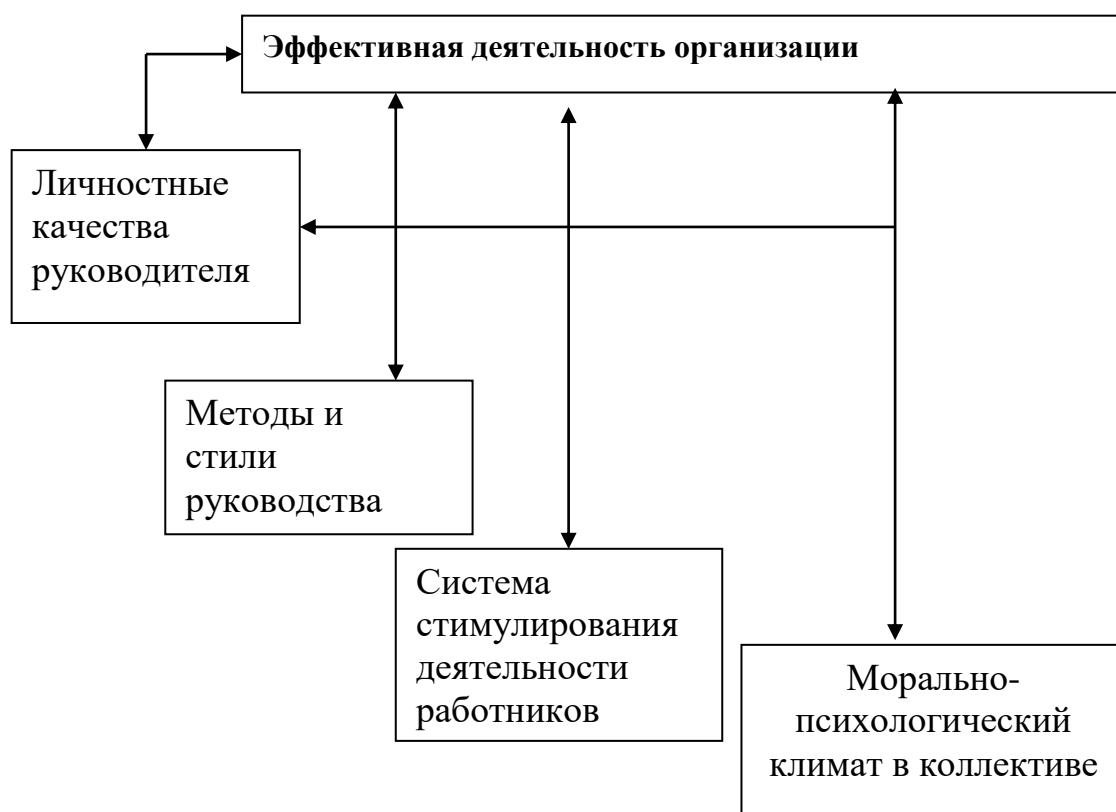 Эффективная деятельность организации
Личностные
качества
руководителя
Методы и
стили
руководства
Система
стимулирования
деятельности
работников
Морально-
психологический
климат в коллективе